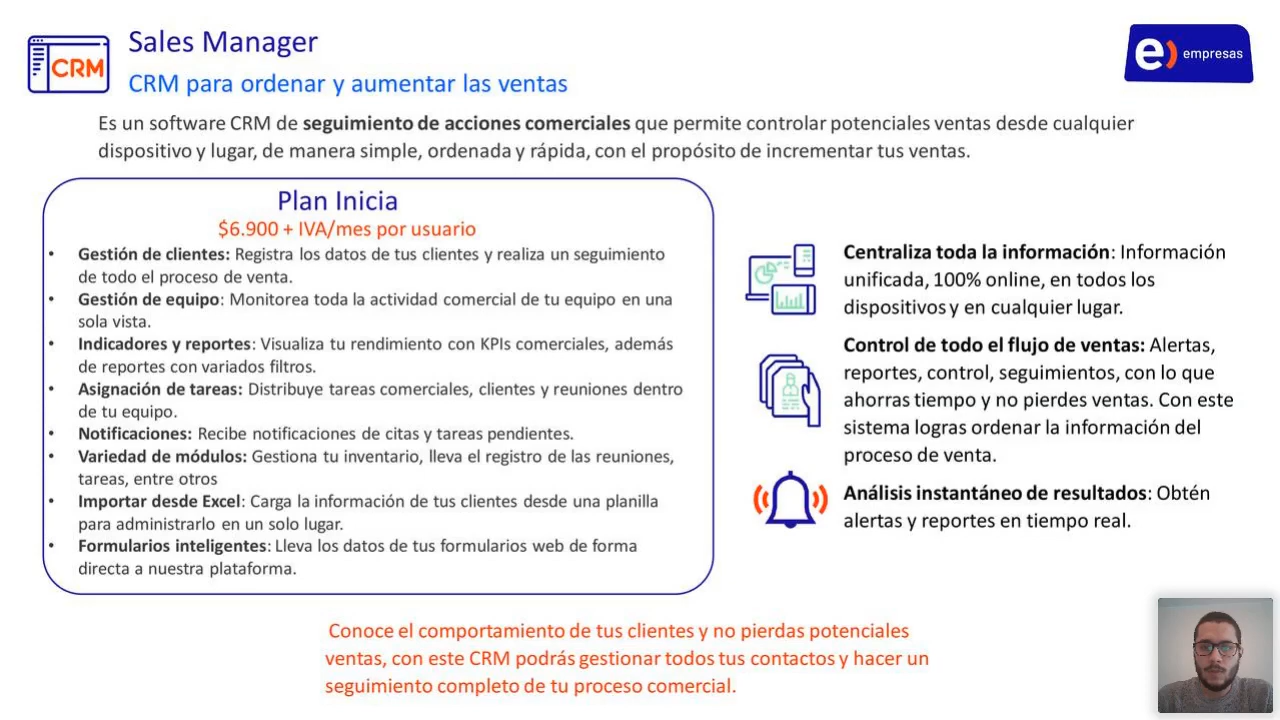 CRM
Sales Manager
CRM para ordenar y aumentar las ventas
e) empresas
Es un software CRM de seguimiento de acciones comerciales que permite controlar potenciales ventas desde cualquier
dispositivo y lugar, de manera simple, ordenada y rápida, con el propósito de incrementar tus ventas.
Plan Inicia
$6.900 + IVA/mes por usuario
• Gestión de clientes: Registra los datos de tus clientes y realiza un seguimiento
de todo el proceso de venta.
• Gestión de equipo: Monitorea toda la actividad comercial de tu equipo en una
sola vista.
• Indicadores y reportes: Visualiza tu rendimiento con KPIs comerciales, además
de reportes con variados filtros.
• Asignación de tareas: Distribuye tareas comerciales, clientes y reuniones dentro
de tu equipo.
• Notificaciones: Recibe notificaciones de citas y tareas pendientes.
• Variedad de módulos: Gestiona tu inventario, lleva el registro de las reuniones,
tareas, entre otros
• Importar desde Excel: Carga la información de tus clientes desde una planilla
para administrarlo en un solo lugar.
• Formularios inteligentes: Lleva los datos de tus formularios web de forma
directa a nuestra plataforma.
Centraliza toda la información: Información
unificada, 100% online, en todos los
dispositivos y en cualquier lugar.
Control de todo el flujo de ventas: Alertas,
reportes, control, seguimientos, con lo que
ahorras tiempo y no pierdes ventas. Con este
sistema logras ordenar la información del
proceso de venta.
Análisis instantáneo de resultados: Obtén
alertas y reportes en tiempo real.
Conoce el comportamiento de tus clientes y no pierdas potenciales
ventas, con este CRM podrás gestionar todos tus contactos y hacer un
seguimiento completo de tu proceso comercial.